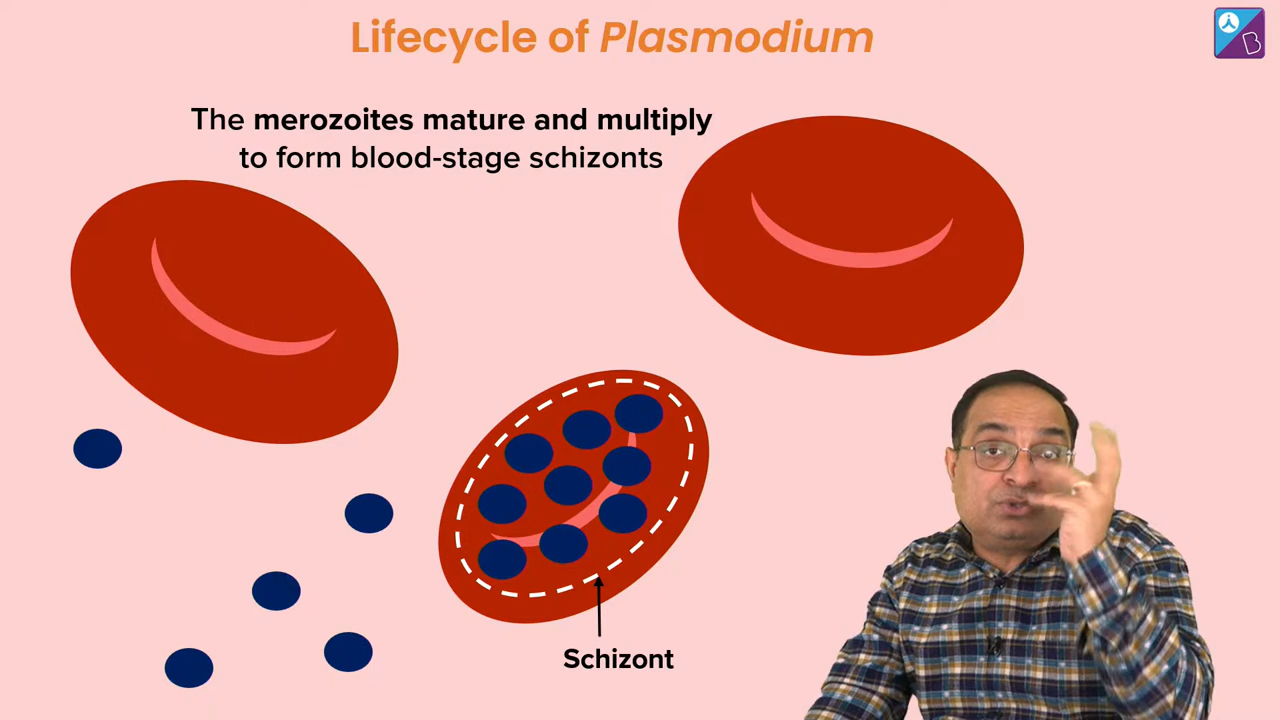 Lifecycle of Plasmodium
B
The merozoites mature and multiply
to form blood-stage schizonts
Schizont